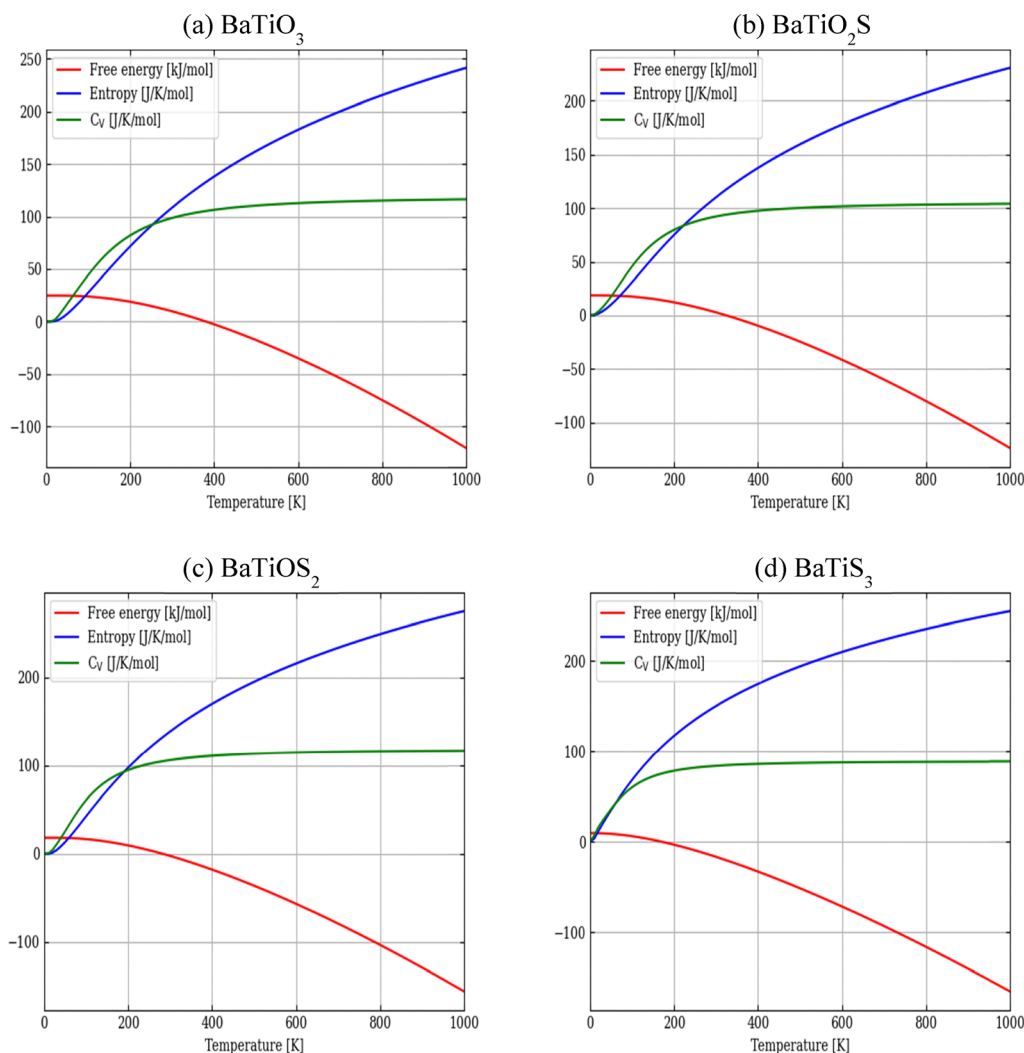 (a) BaTiO3
250
200
150
100
50
0
−50
−100
Free energy [kJ/mol]
Entropy [J/K/mol]
CV [J/K/mol]
0 200 400 600 800 1000
Temperature [K]
(b) BaTiO2S
200
150
100
50
0
−50
−100
Free energy [kJ/mol]
Entropy [J/K/mol]
CV [J/K/mol]
0 200 400 600 800 1000
Temperature [K]
(c) BaTiOS2
200
100
0
−100
Free energy [kJ/mol]
Entropy [J/K/mol]
CV [J/K/mol]
0 200 400 600 800 1000
Temperature [K]
(d) BaTiS3
200
100
0
−100
Free energy [kJ/mol]
Entropy [J/K/mol]
CV [J/K/mol]
0 200 400 600 800 1000
Temperature [K]